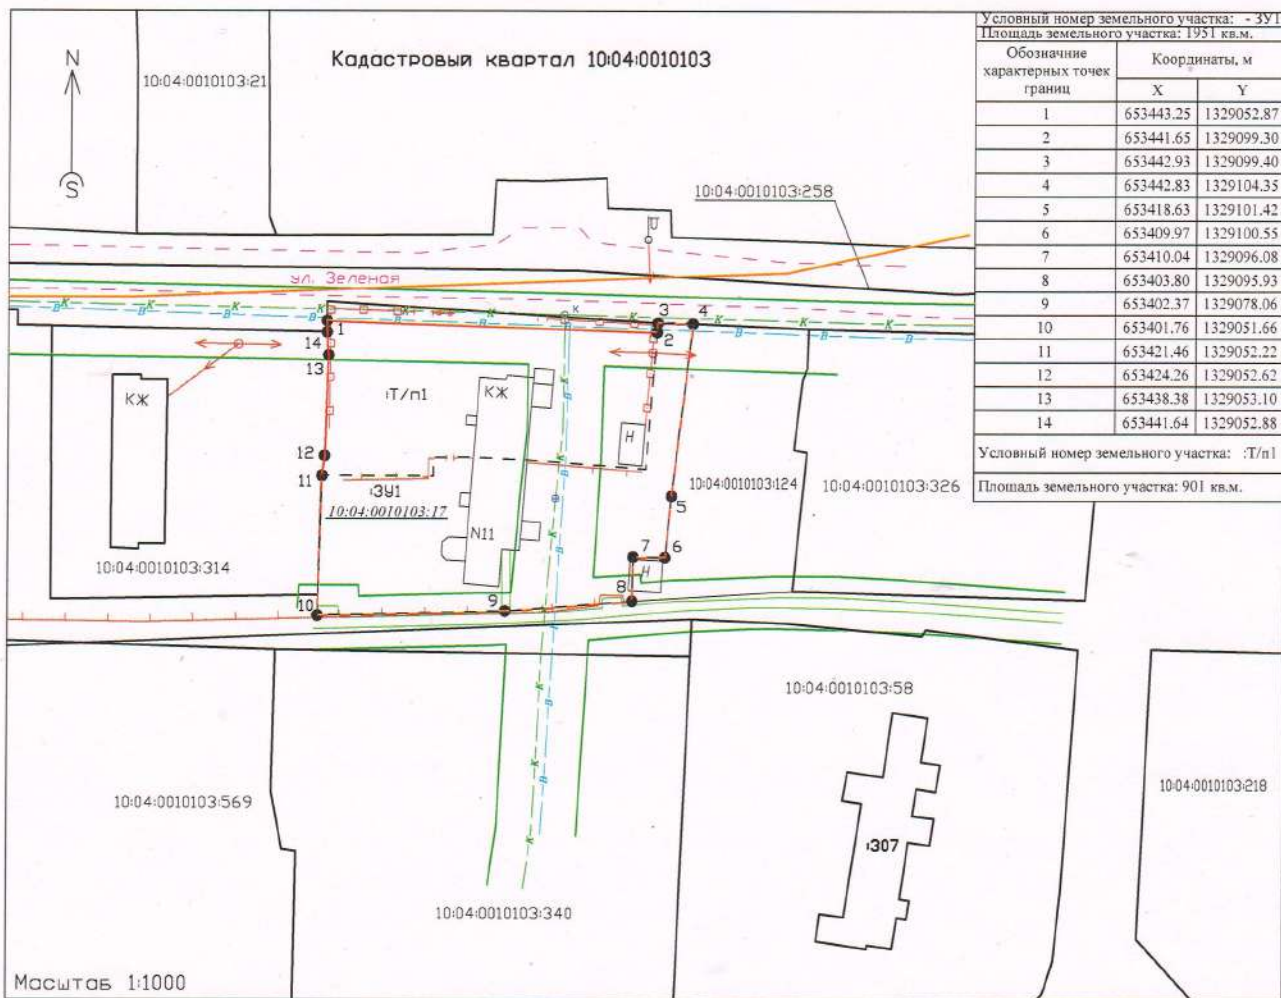 Кадастровый квартал 10:04:0010103
N
S
10:04:0010103:21
10:04:0010103:258
ул. Зеленая
U
К
1
2
3
4
5
6
7
8
9
10
11
12
13
14
КЖ
:Т/п1
КЖ
Н
:ЗУ1
10:04:0010103:17
N11
Н
10:04:0010103:124
10:04:0010103:326
10:04:0010103:314
10:04:0010103:58
:307
10:04:0010103:569
10:04:0010103:218
10:04:0010103:340
Масштаб 1:1000
Условный номер земельного участка: - ЗУ1
Площадь земельного участка: 1951 кв.м.
Обозначние характерных точек границ Координаты, м
X Y
1 653443.25 1329052.87
2 653441.65 1329099.30
3 653442.93 1329099.40
4 653442.83 1329104.35
5 653418.63 1329101.42
6 653409.97 1329100.55
7 653410.04 1329096.08
8 653403.80 1329095.93
9 653402.37 1329078.06
10 653401.76 1329051.66
11 653421.46 1329052.22
12 653424.26 1329052.62
13 653438.38 1329053.10
14 653441.64 1329052.88
Условный номер земельного участка: :Т/п1
Площадь земельного участка: 901 кв.м.